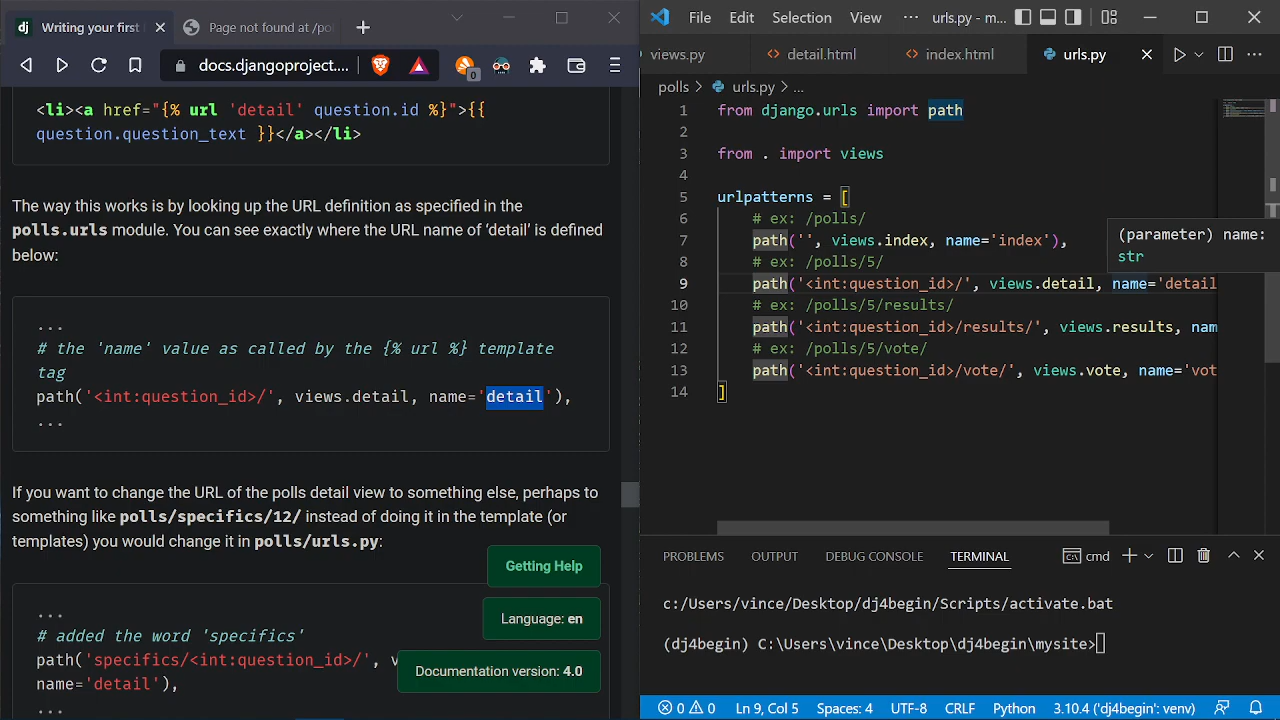 dj Writing your first
Page not found at /pol
docs.djangoproject....
0
<li><a href="{% url 'detail' question.id %}">{{
question.question_text }}</a></li>
The way this works is by looking up the URL definition as specified in the
polls.urls module. You can see exactly where the URL name of ‘detail’ is defined
below:
...
# the 'name' value as called by the {% url %} template
tag
path('<int:question_id>/', views.detail, name='detail'),
...
If you want to change the URL of the polls detail view to something else, perhaps to
something like polls/specifics/12/ instead of doing it in the template (or
templates) you would change it in polls/urls.py:
...
# added the word 'specifics'
path('specifics/<int:question_id>/',
name='detail'),
...
Getting Help
Language: en
Documentation version: 4.0
File Edit Selection View ··· urls.py - m...
views.py <> detail.html <> index.html urls.py
polls > urls.py > ...
1 from django.urls import path
2
3 from . import views
4
5 urlpatterns = [
6 # ex: /polls/
7 path('', views.index, name='index'),
8 # ex: /polls/5/
9 path('<int:question_id>/', views.detail, name='detail
10 # ex: /polls/5/results/
11 path('<int:question_id>/results/', views.results, nam
12 # ex: /polls/5/vote/
13 path('<int:question_id>/vote/', views.vote, name='vot
14 ]
(parameter) name:
str
PROBLEMS OUTPUT DEBUG CONSOLE TERMINAL cmd
c:/Users/vince/Desktop/dj4begin/Scripts/activate.bat
(dj4begin) C:\Users\vince\Desktop\dj4begin\mysite>
0 0 Ln 9, Col 5 Spaces: 4 UTF-8 CRLF Python 3.10.4 ('dj4begin': venv)